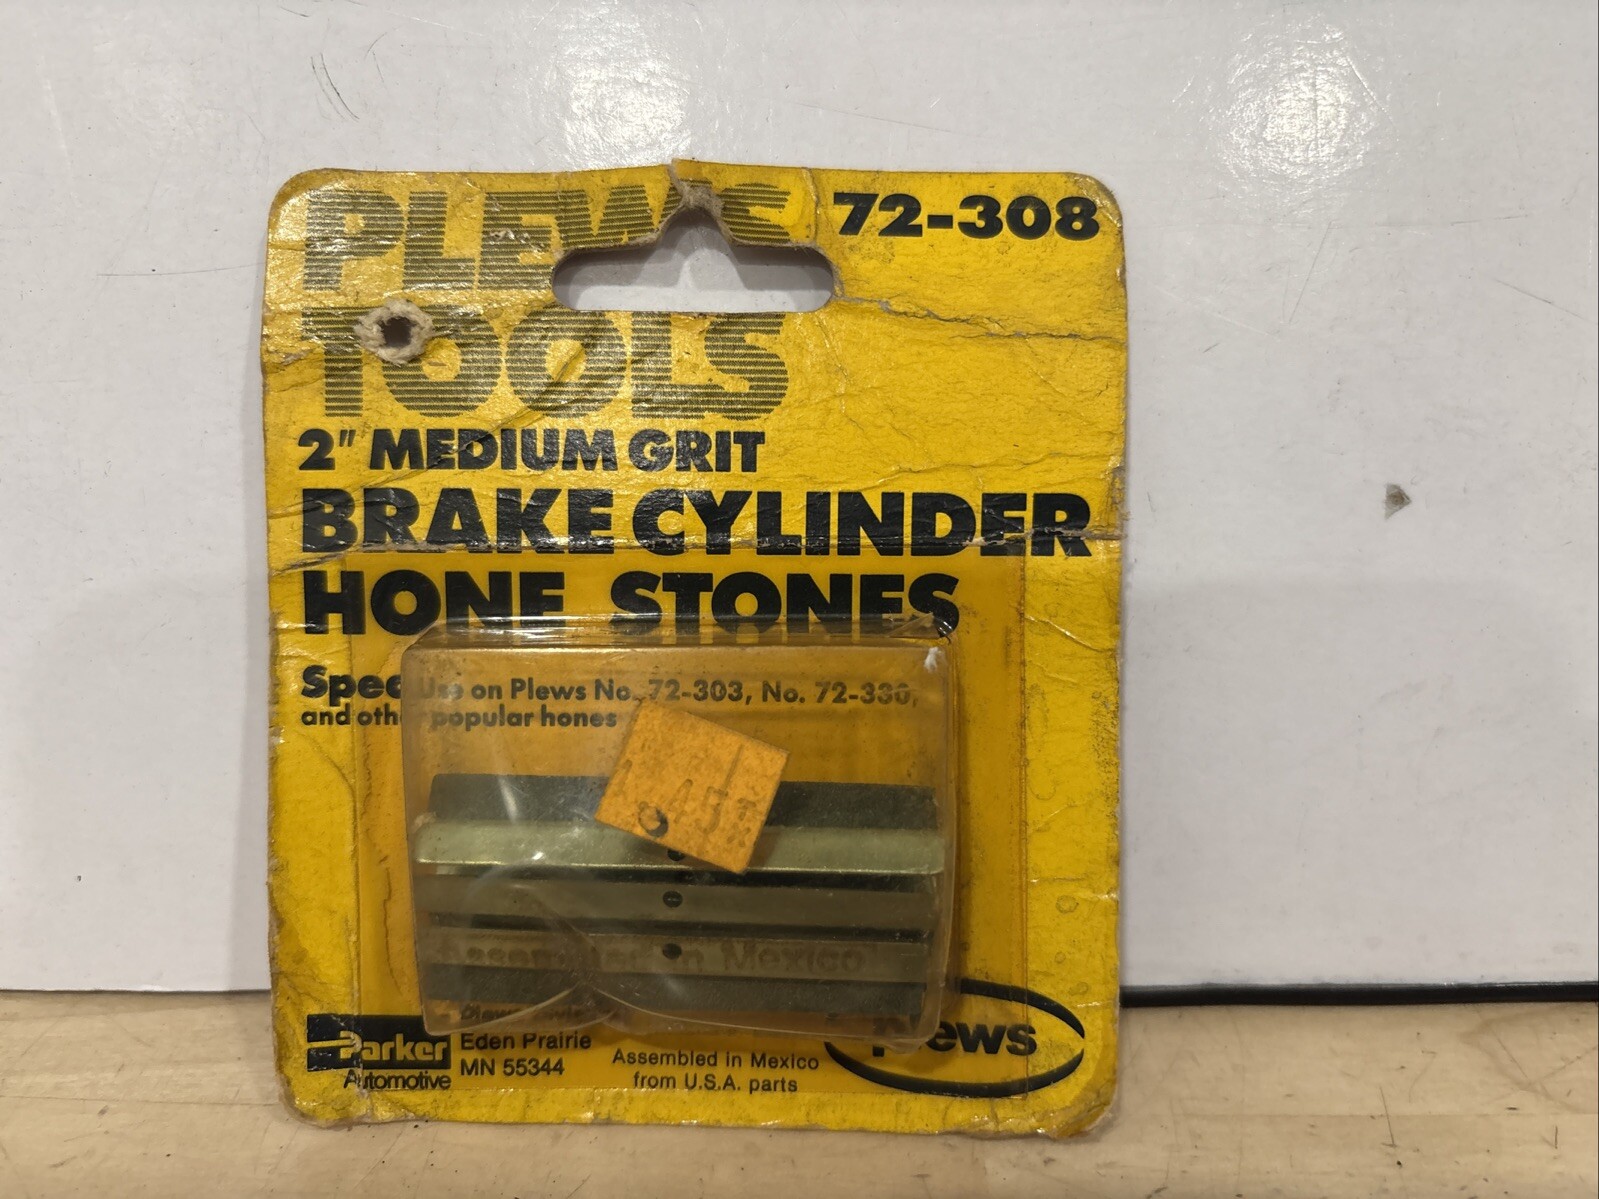 PLEWS
72-308
TOOLS
2" MEDIUM GRIT
BRAKE CYLINDER
HONE STONES
Use on Plews No. 72-303, No. 72-330,
and other popular hones
Assembled in Mexico
Parker
Automotive
Eden Prairie
MN 55344
Assembled in Mexico
from U.S.A. parts
plews